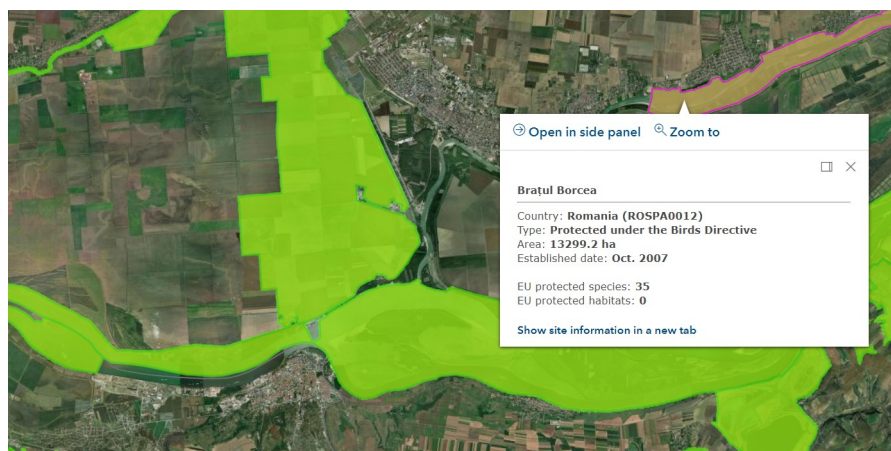 Open in side panel Zoom to
Brațul Borcea
Country: Romania (ROSPA0012)
Type: Protected under the Birds Directive
Area: 13299.2 ha
Established date: Oct. 2007
EU protected species: 35
EU protected habitats: 0
Show site information in a new tab